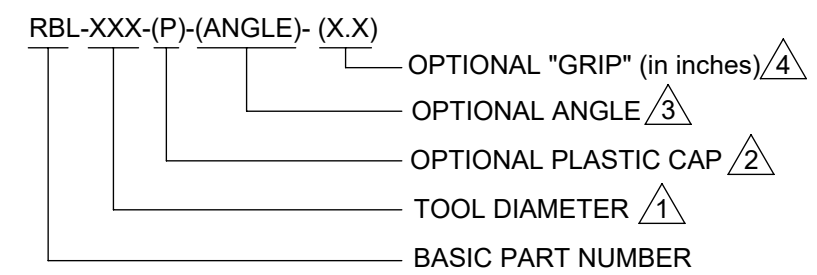 RBL-XXX-(P)-(ANGLE)- (X.X)
OPTIONAL "GRIP" (in inches) 4
OPTIONAL ANGLE 3
OPTIONAL PLASTIC CAP 2
TOOL DIAMETER 1
BASIC PART NUMBER